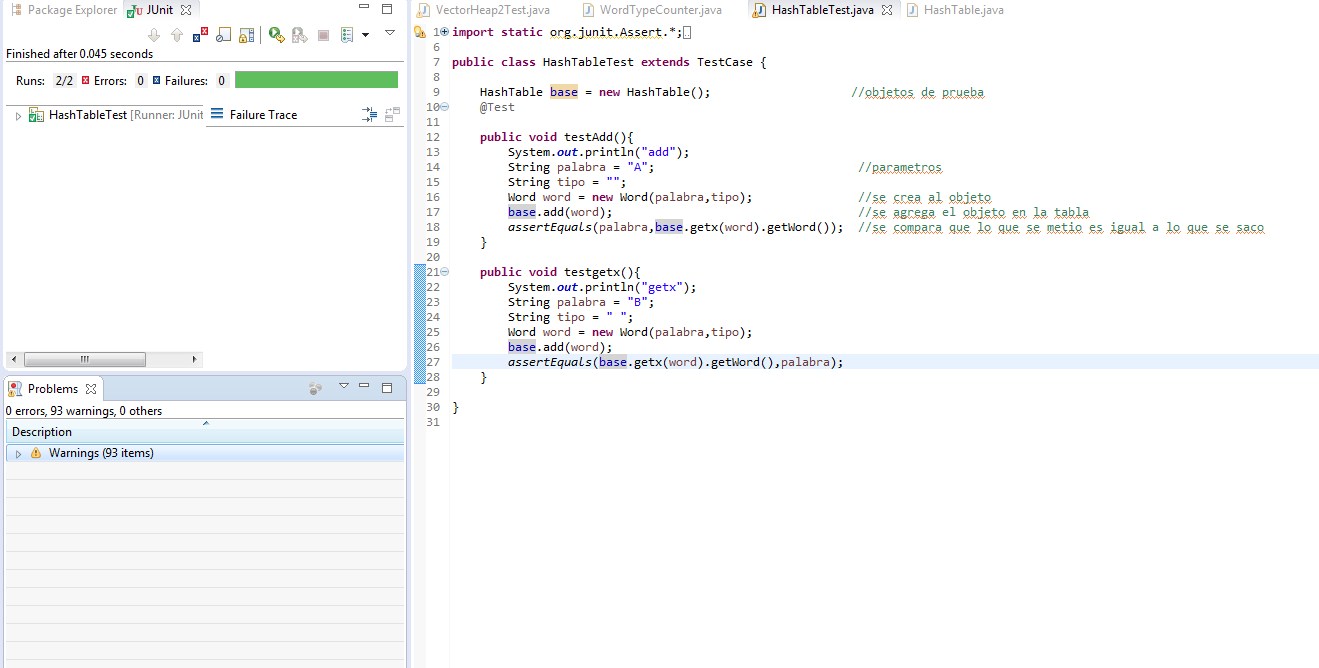 Package Explorer JUnit
Finished after 0.045 seconds
Runs: 2/2 Errors: 0 Failures: 0
HashTableTest [Runner: JUnit Failure Trace
Problems
0 errors, 93 warnings, 0 others
Description
Warnings (93 items)
VectorHeap2Test.java WordTypeCounter.java HashTableTest.java HashTable.java
1 import static org.junit.Assert.*;
6
7 public class HashTableTest extends TestCase {
8
9 HashTable base = new HashTable(); //objetos de prueba
10 @Test
11
12 public void testAdd(){
13 System.out.println("add");
14 String palabra = "A"; //parametros
15 String tipo = "";
16 Word word = new Word(palabra,tipo); //se crea al objeto
17 base.add(word); //se agrega el objeto en la tabla
18 assertEquals(palabra,base.getx(word).getWord()); //se compara que lo que se metio es igual a lo que se saco
19 }
20
21 public void testgetx(){
22 System.out.println("getx");
23 String palabra = "B";
24 String tipo = " ";
25 Word word = new Word(palabra,tipo);
26 base.add(word);
27 assertEquals(base.getx(word).getWord(),palabra);
28 }
29
30 }
31